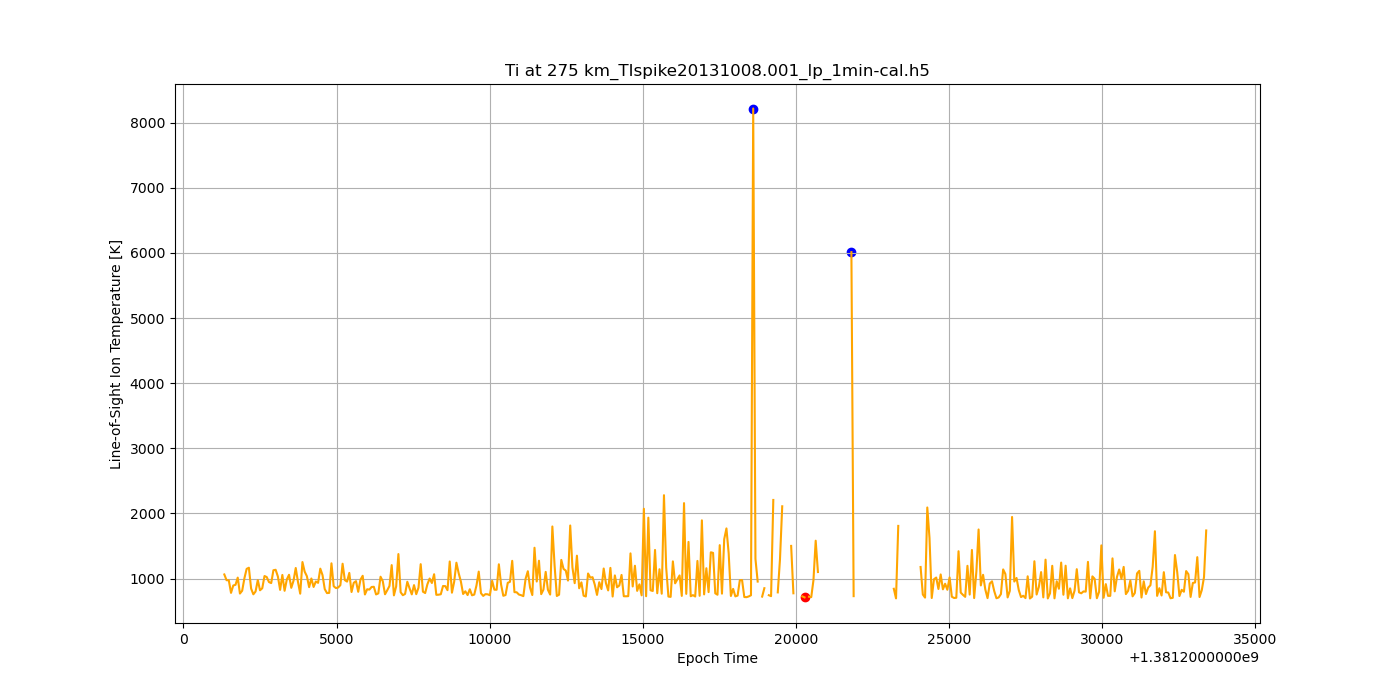 Ti at 275 km_TIspike20131008.001_lp_1min-cal.h5
Line-of-Sight Ion Temperature [K]
8000
7000
6000
5000
4000
3000
2000
1000
0 5000 10000 15000 20000 25000 30000 35000
Epoch Time
+1.3812000000e9